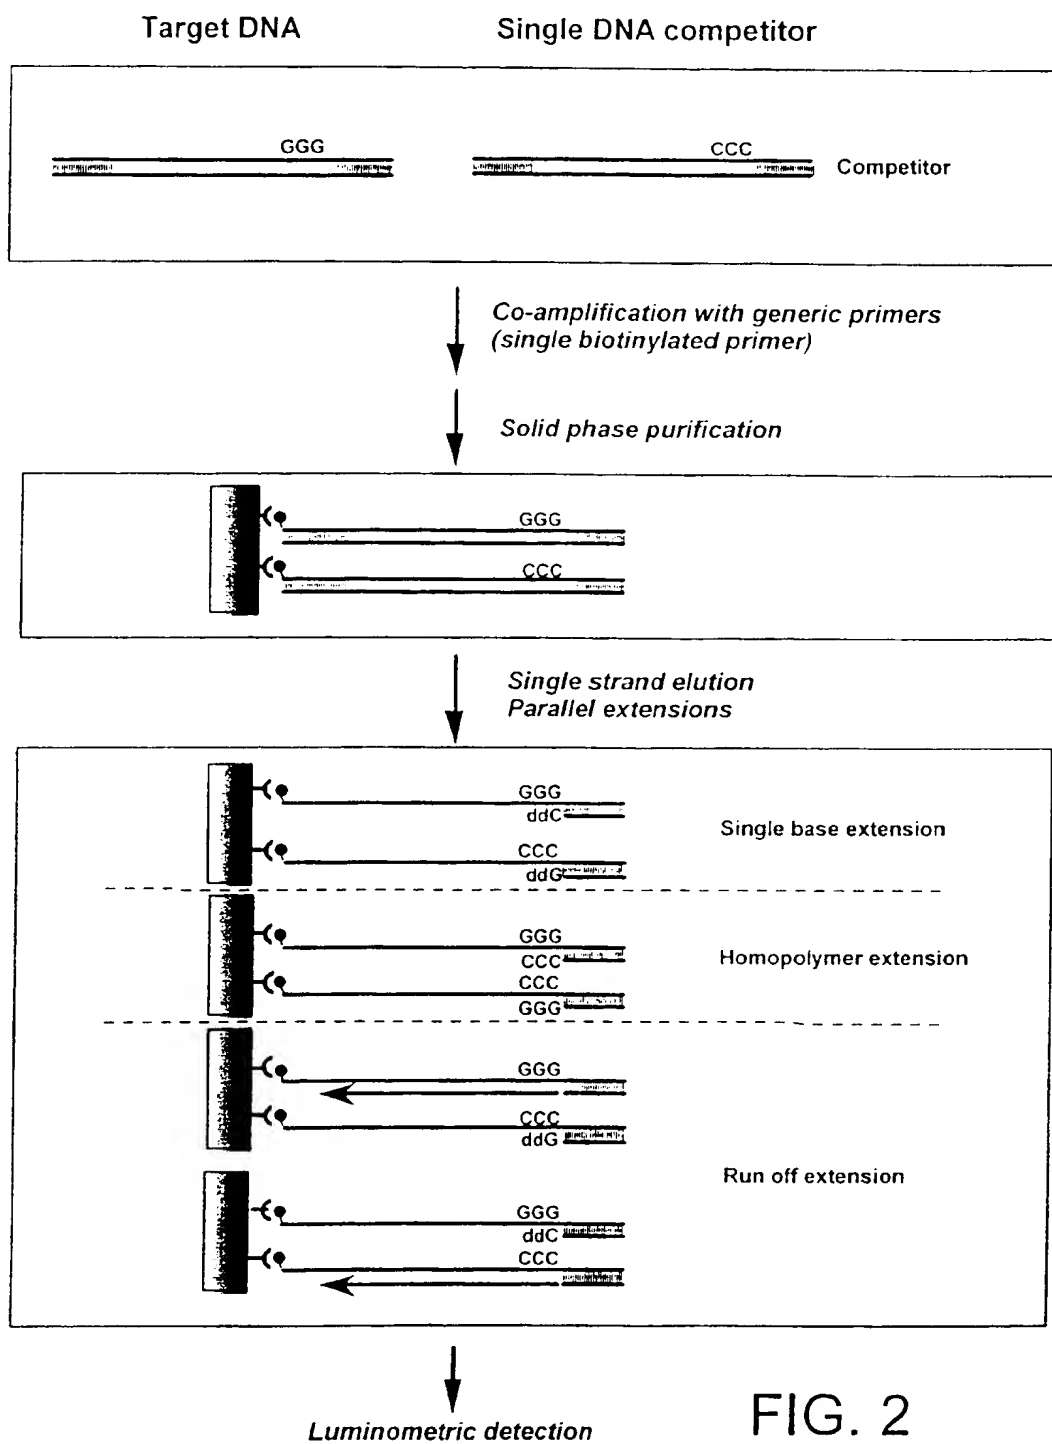 Target DNA Single DNA competitor
GGG CCC
Competitor
Co-amplification with generic primers
(single biotinylated primer)
Solid phase purification
GGG
CCC
Single strand elution
Parallel extensions
GGG
ddC
Single base extension
CCC
ddG
GGG
CCC
Homopolymer extension
CCC
GGG
GGG
CCC
ddG
Run off extension
GGG
ddC
CCC
Luminometric detection
FIG. 2